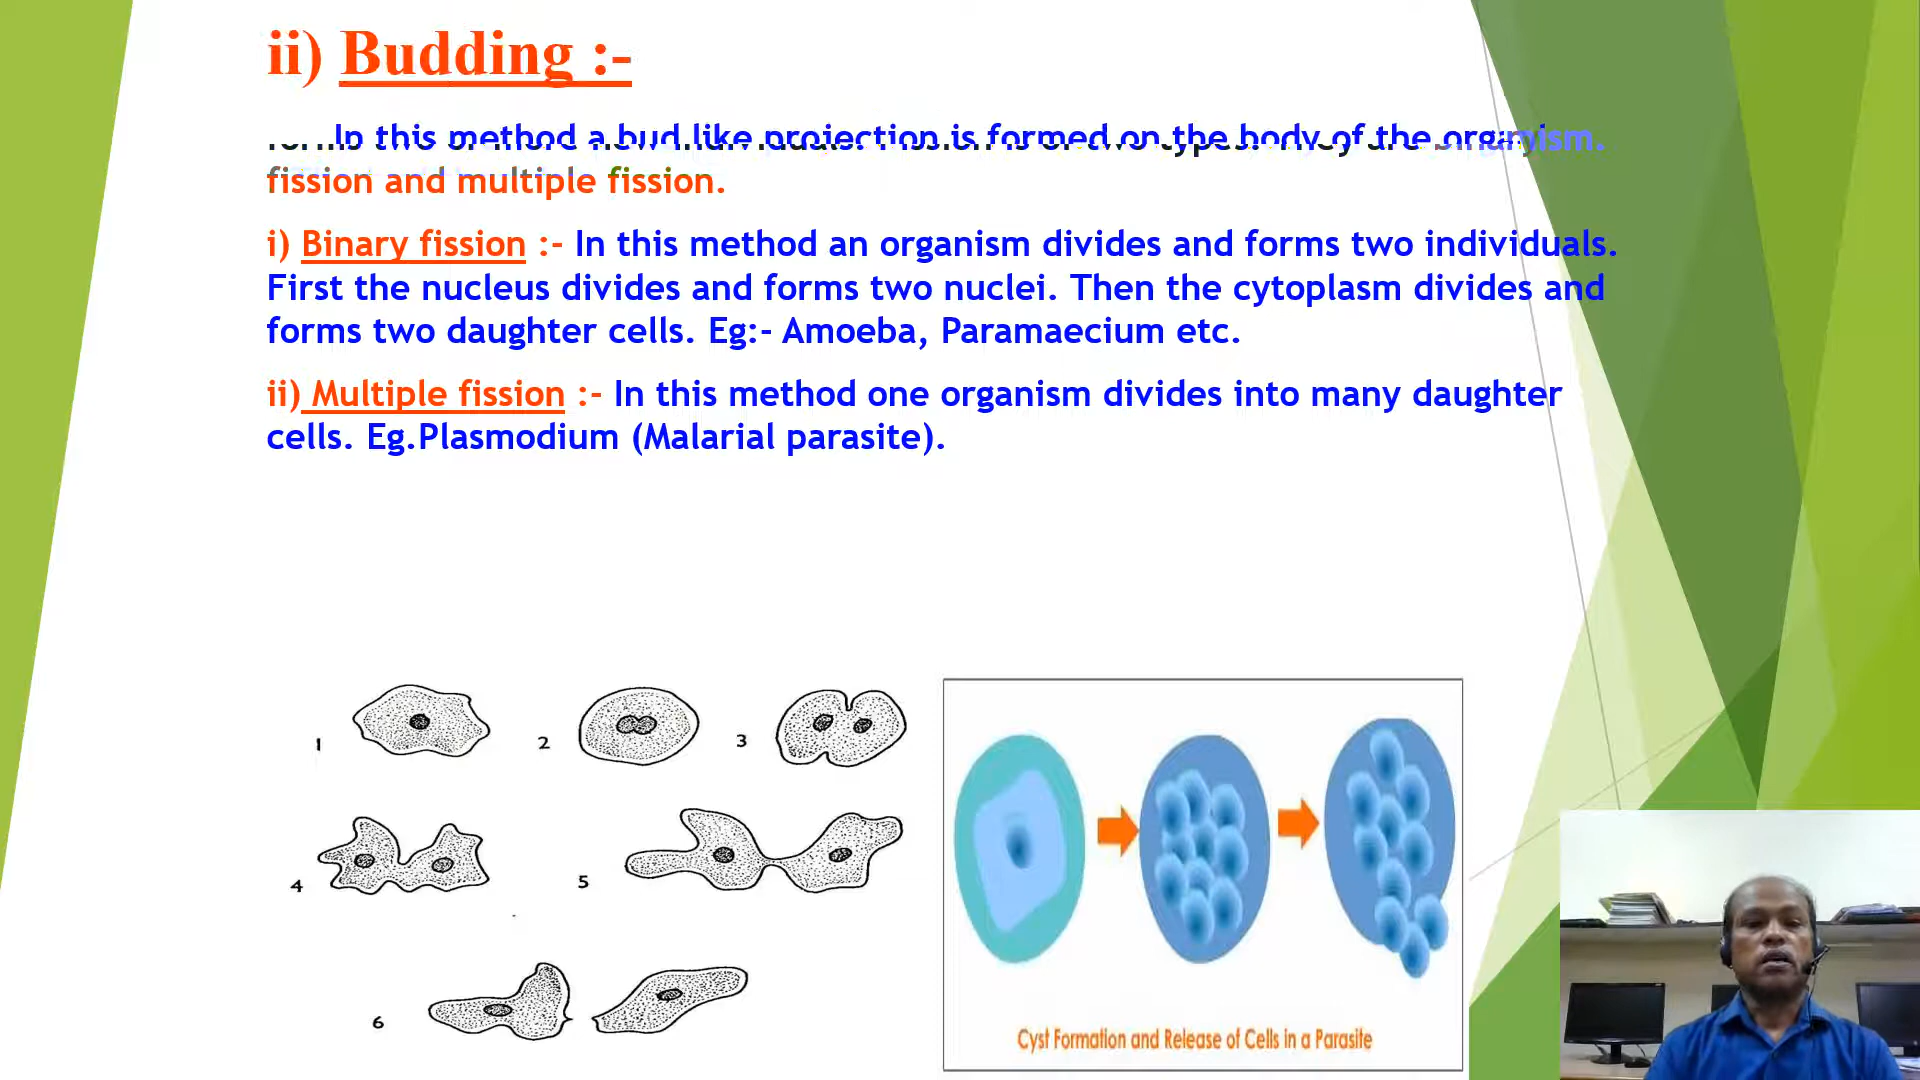 ii) Budding :-
In this method a bud like projection is formed on the body of the organism.
fission and multiple fission.
i) Binary fission :- In this method an organism divides and forms two individuals.
First the nucleus divides and forms two nuclei. Then the cytoplasm divides and
forms two daughter cells. Eg:- Amoeba, Paramaecium etc.
ii) Multiple fission :- In this method one organism divides into many daughter
cells. Eg.Plasmodium (Malarial parasite).
1
2
3
4
5
6
Cyst Formation and Release of Cells in a Parasite